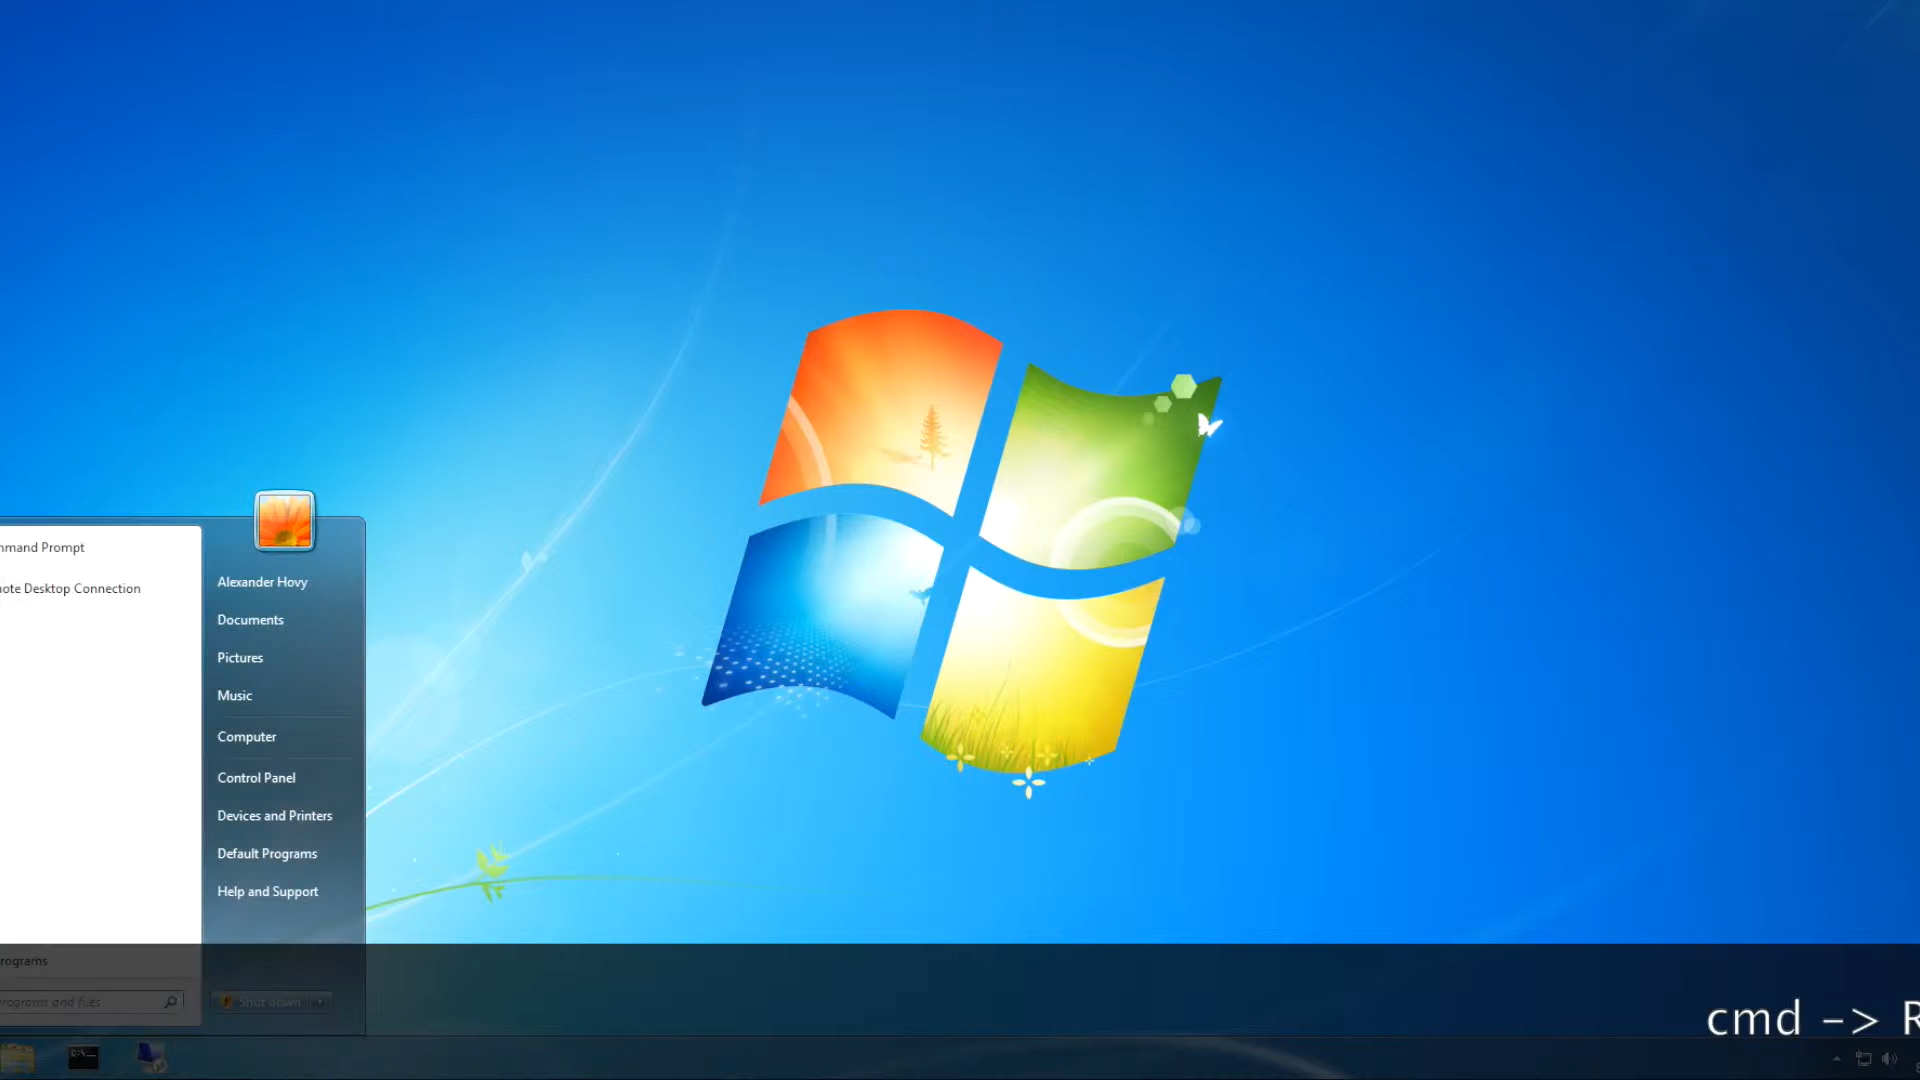 mmand Prompt
ote Desktop Connection
Alexander Hovy
Documents
Pictures
Music
Computer
Control Panel
Devices and Printers
Default Programs
Help and Support
rograms
rograms and files
Shut down
cmd -> R